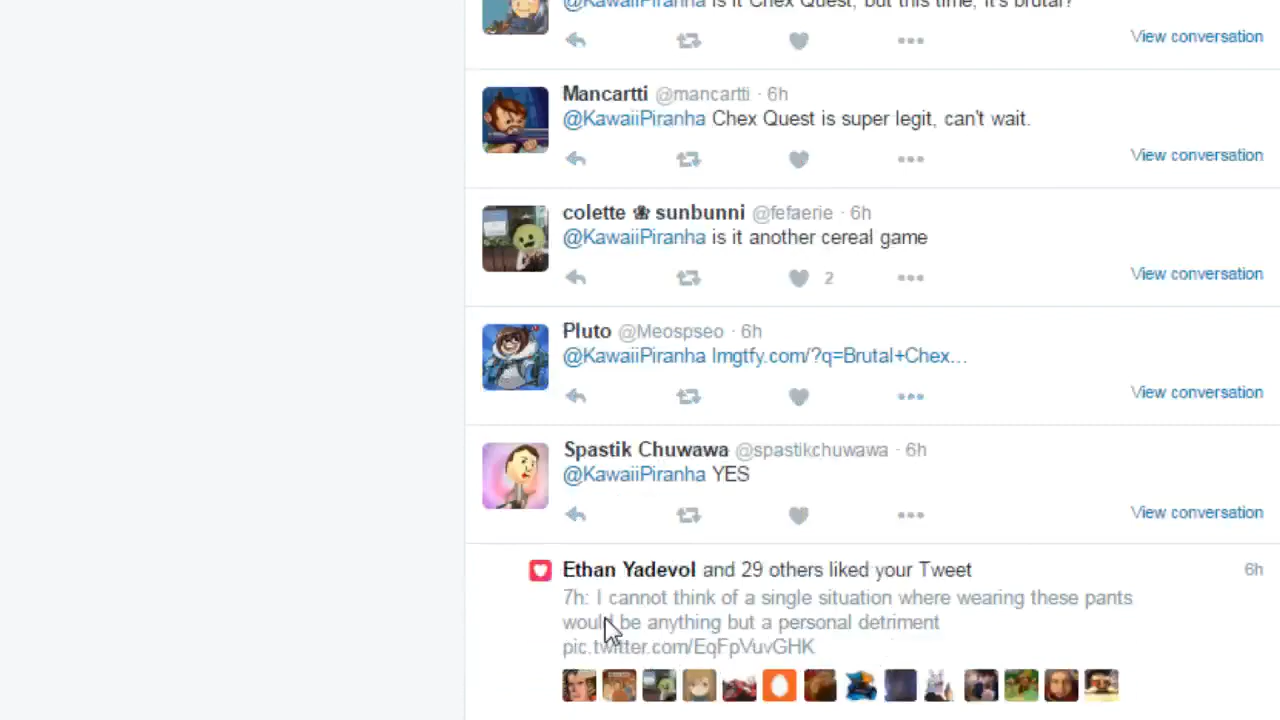 @KawaiiPiranha Is it Chex Quest, but this time, it's brutal?
View conversation
Mancartti @mancartti · 6h
@KawaiiPiranha Chex Quest is super legit, can't wait.
View conversation
colette ❀ sunbunni @fefaerie · 6h
@KawaiiPiranha is it another cereal game
2
View conversation
Pluto @Meospseo · 6h
@KawaiiPiranha lmgtfy.com/?q=Brutal+Chex...
View conversation
Spastik Chuwawa @spastikchuwawa · 6h
@KawaiiPiranha YES
View conversation
Ethan Yadevol and 29 others liked your Tweet 6h
7h: I cannot think of a single situation where wearing these pants
would be anything but a personal detriment
pic.twitter.com/EqFpVuvGHK